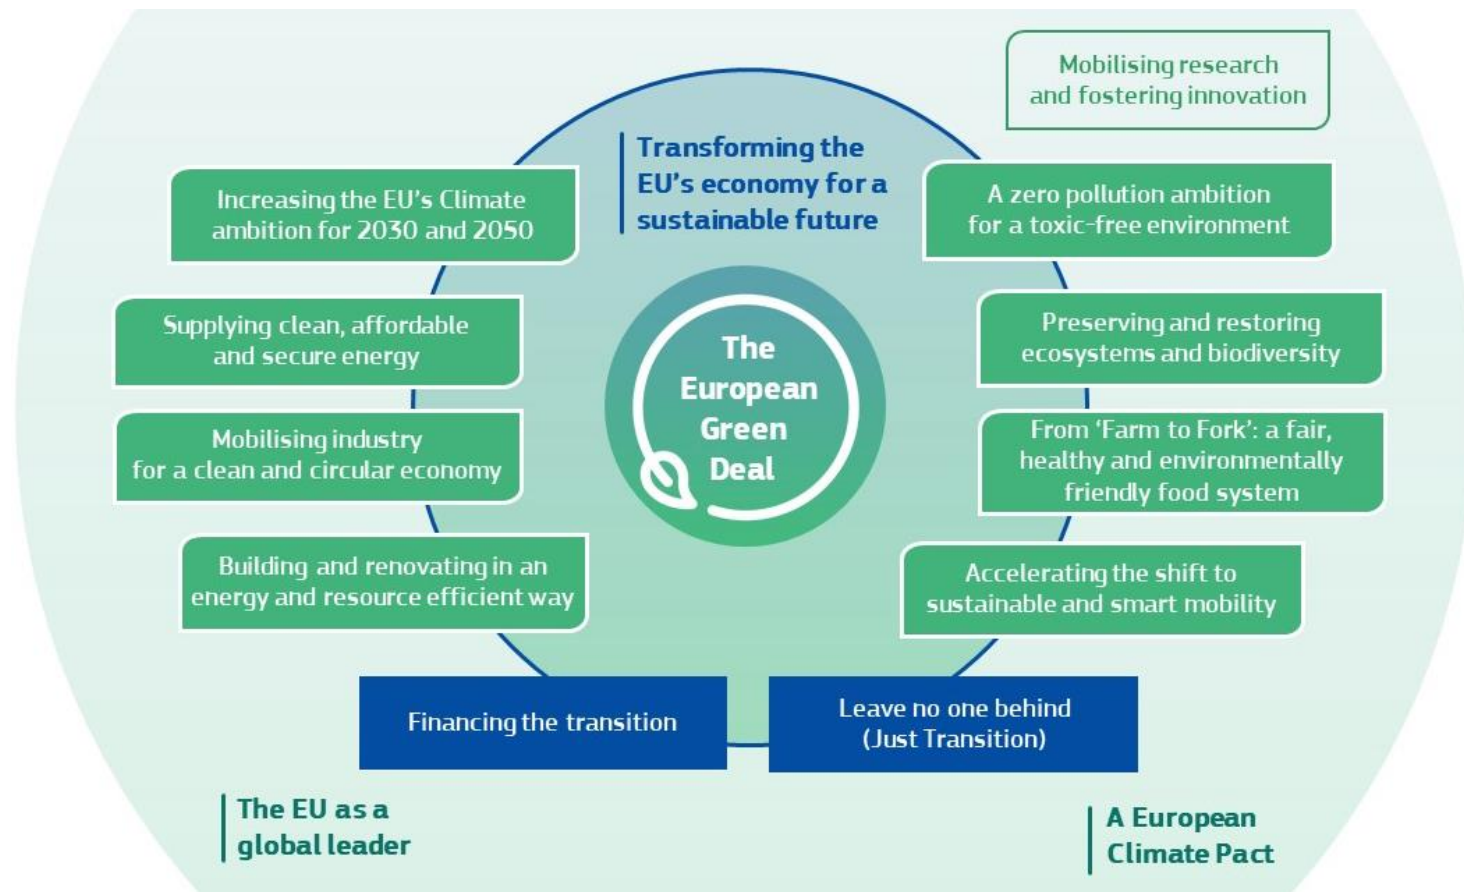 Mobilising research
and fostering innovation
Transforming the
EU's economy for a
sustainable future
Increasing the EU's Climate
ambition for 2030 and 2050
A zero pollution ambition
for a toxic-free environment
Supplying clean, affordable
and secure energy
Preserving and restoring
ecosystems and biodiversity
The
European
Green
Deal
Mobilising industry
for a clean and circular economy
From ‘Farm to Fork’: a fair,
healthy and environmentally
friendly food system
Building and renovating in an
energy and resource efficient way
Accelerating the shift to
sustainable and smart mobility
Financing the transition
Leave no one behind
(Just Transition)
The EU as a
global leader
A European
Climate Pact